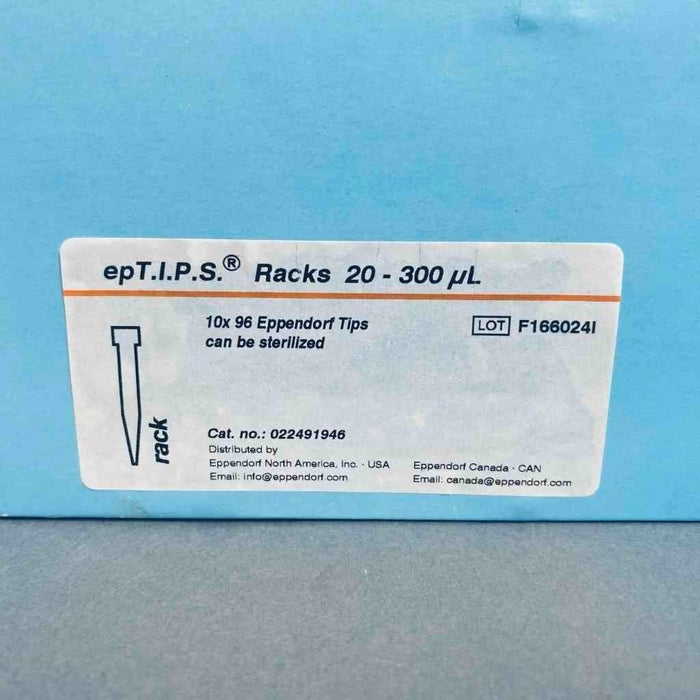 epT.I.P.S.® Racks 20 - 300 µL
10x 96 Eppendorf Tips
can be sterilized
LOT F166024I
rack
Cat. no.: 022491946
Distributed by
Eppendorf North America, Inc. · USA
Email: info@eppendorf.com
Eppendorf Canada · CAN
Email: canada@eppendorf.com